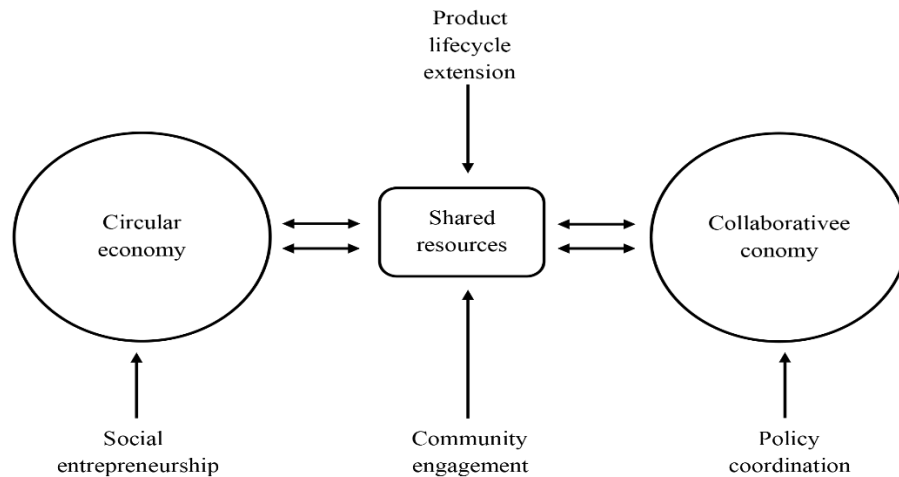 Product
lifecycle
extension
Circular
economy
Shared
resources
Collaborativee
conomy
Social
entrepreneurship
Community
engagement
Policy
coordination